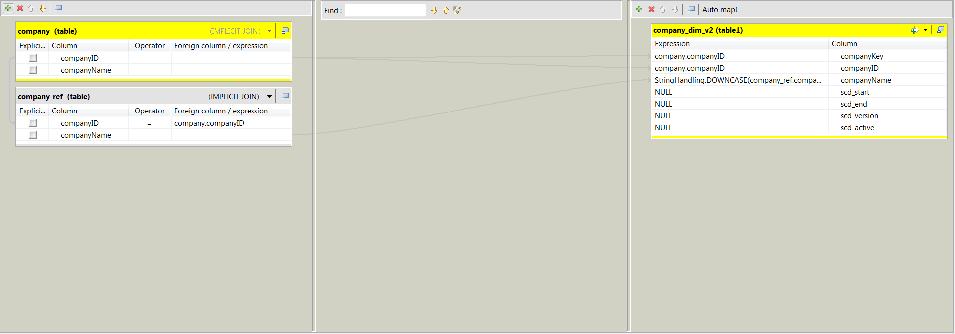 company (table) (IMPLICIT JOIN)
Explici... Column Operator Foreign column / expression
companyID
companyName
company_ref (table) (IMPLICIT JOIN)
Explici... Column Operator Foreign column / expression
companyID = company.companyID
companyName
Find :
Auto map!
company_dim_v2 (table1)
Expression Column
company.companyID companyKey
company.companyID companyID
StringHandling.DOWNCASE(company_ref.compa... companyName
NULL scd_start
NULL scd_end
NULL scd_version
NULL scd_active